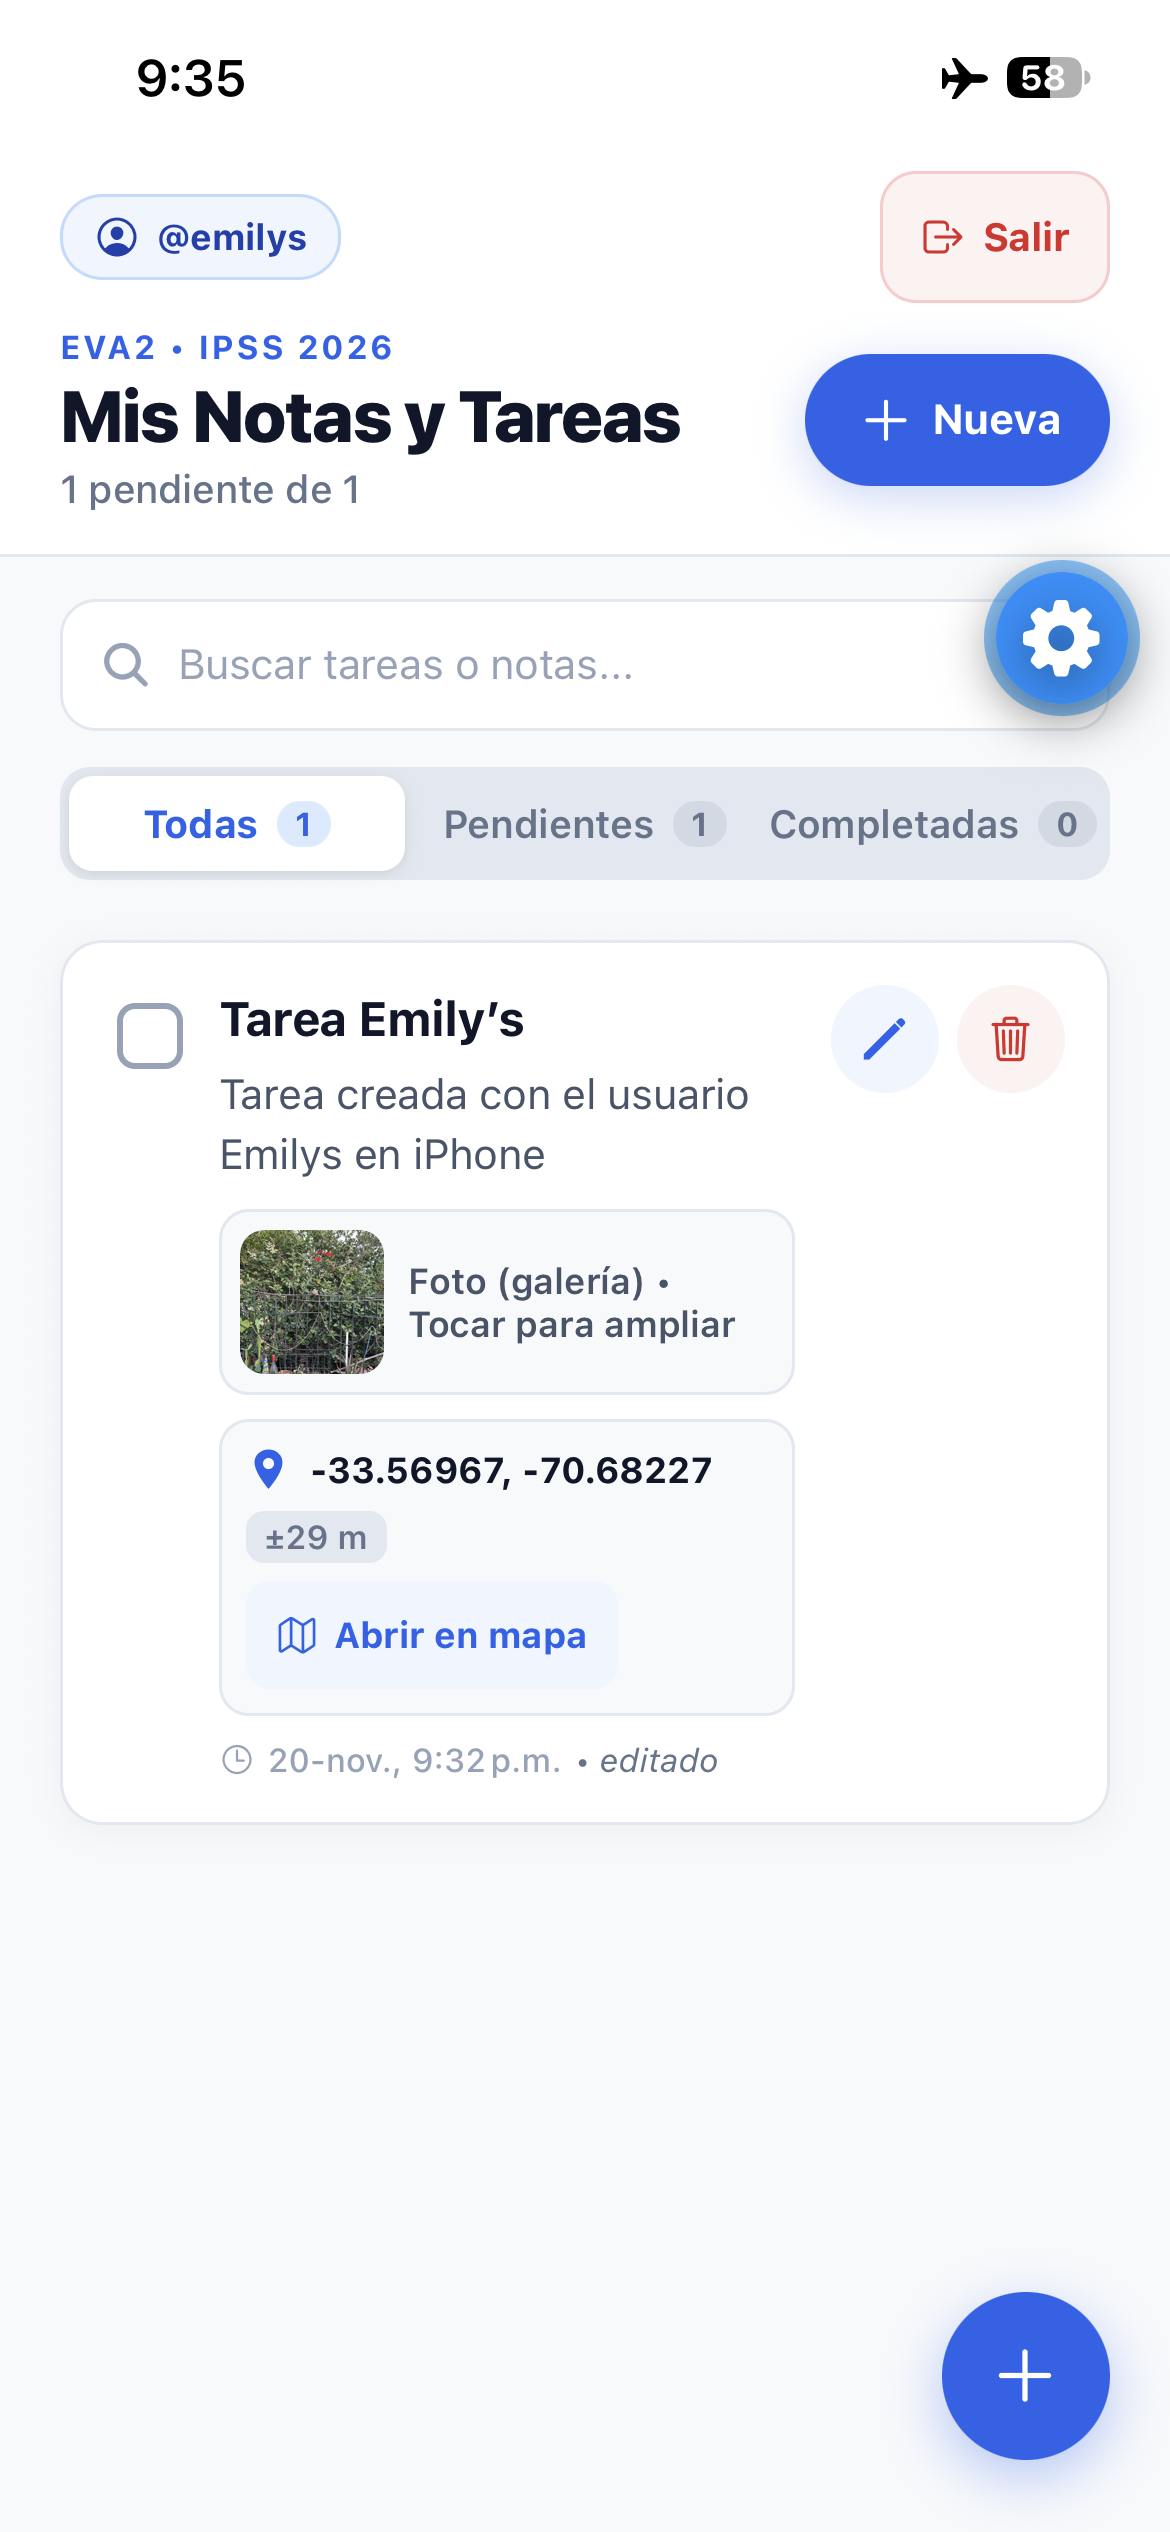 9:35
58
@emilys
Salir
EVA2 • IPSS 2026
Mis Notas y Tareas
Nueva
1 pendiente de 1
Buscar tareas o notas...
Todas 1
Pendientes 1
Completadas 0
Tarea Emily’s
Tarea creada con el usuario
Emilys en iPhone
Foto (galería) •
Tocar para ampliar
-33.56967, -70.68227
±29 m
Abrir en mapa
20-nov., 9:32 p.m. • editado